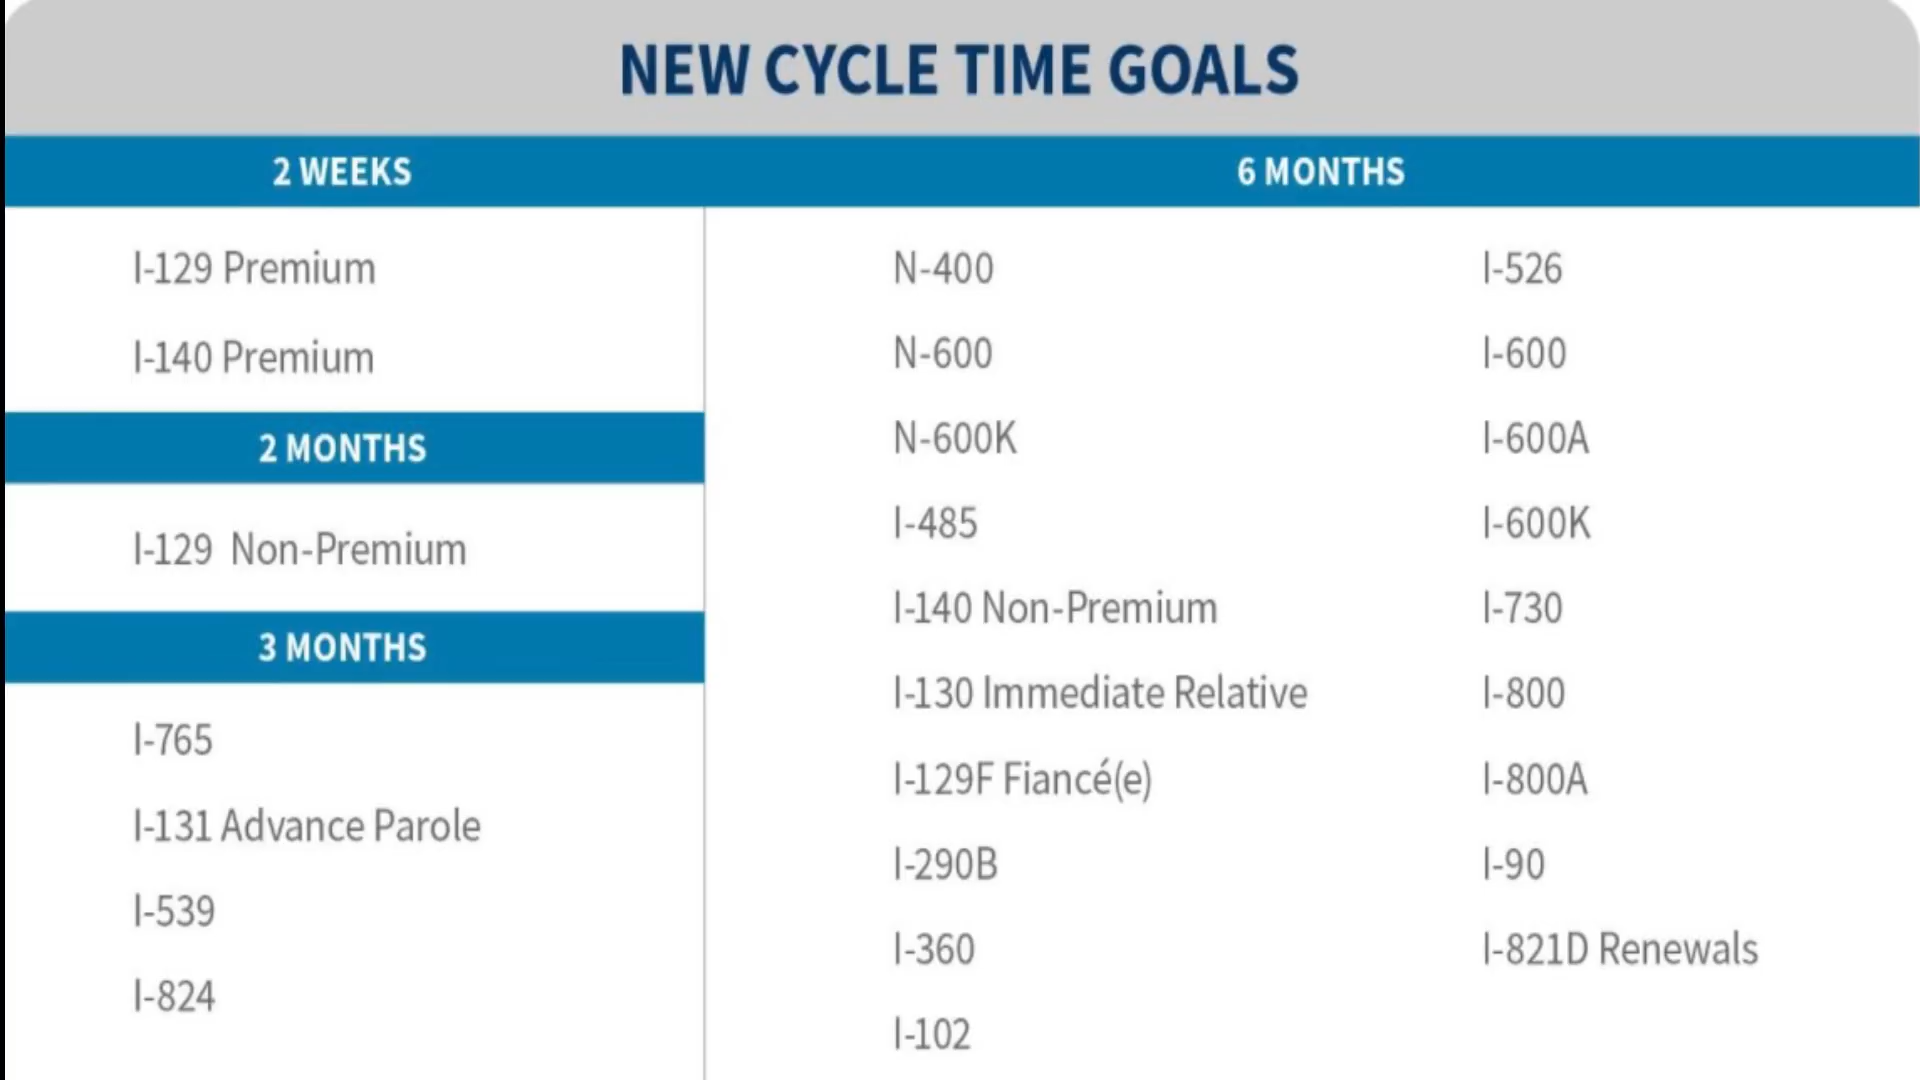 NEW CYCLE TIME GOALS
2 WEEKS
I-129 Premium
I-140 Premium
2 MONTHS
I-129 Non-Premium
3 MONTHS
I-765
I-131 Advance Parole
I-539
I-824
6 MONTHS
N-400
N-600
N-600K
I-485
I-140 Non-Premium
I-130 Immediate Relative
I-129F Fiancé(e)
I-290B
I-360
I-102
I-526
I-600
I-600A
I-600K
I-730
I-800
I-800A
I-90
I-821D Renewals